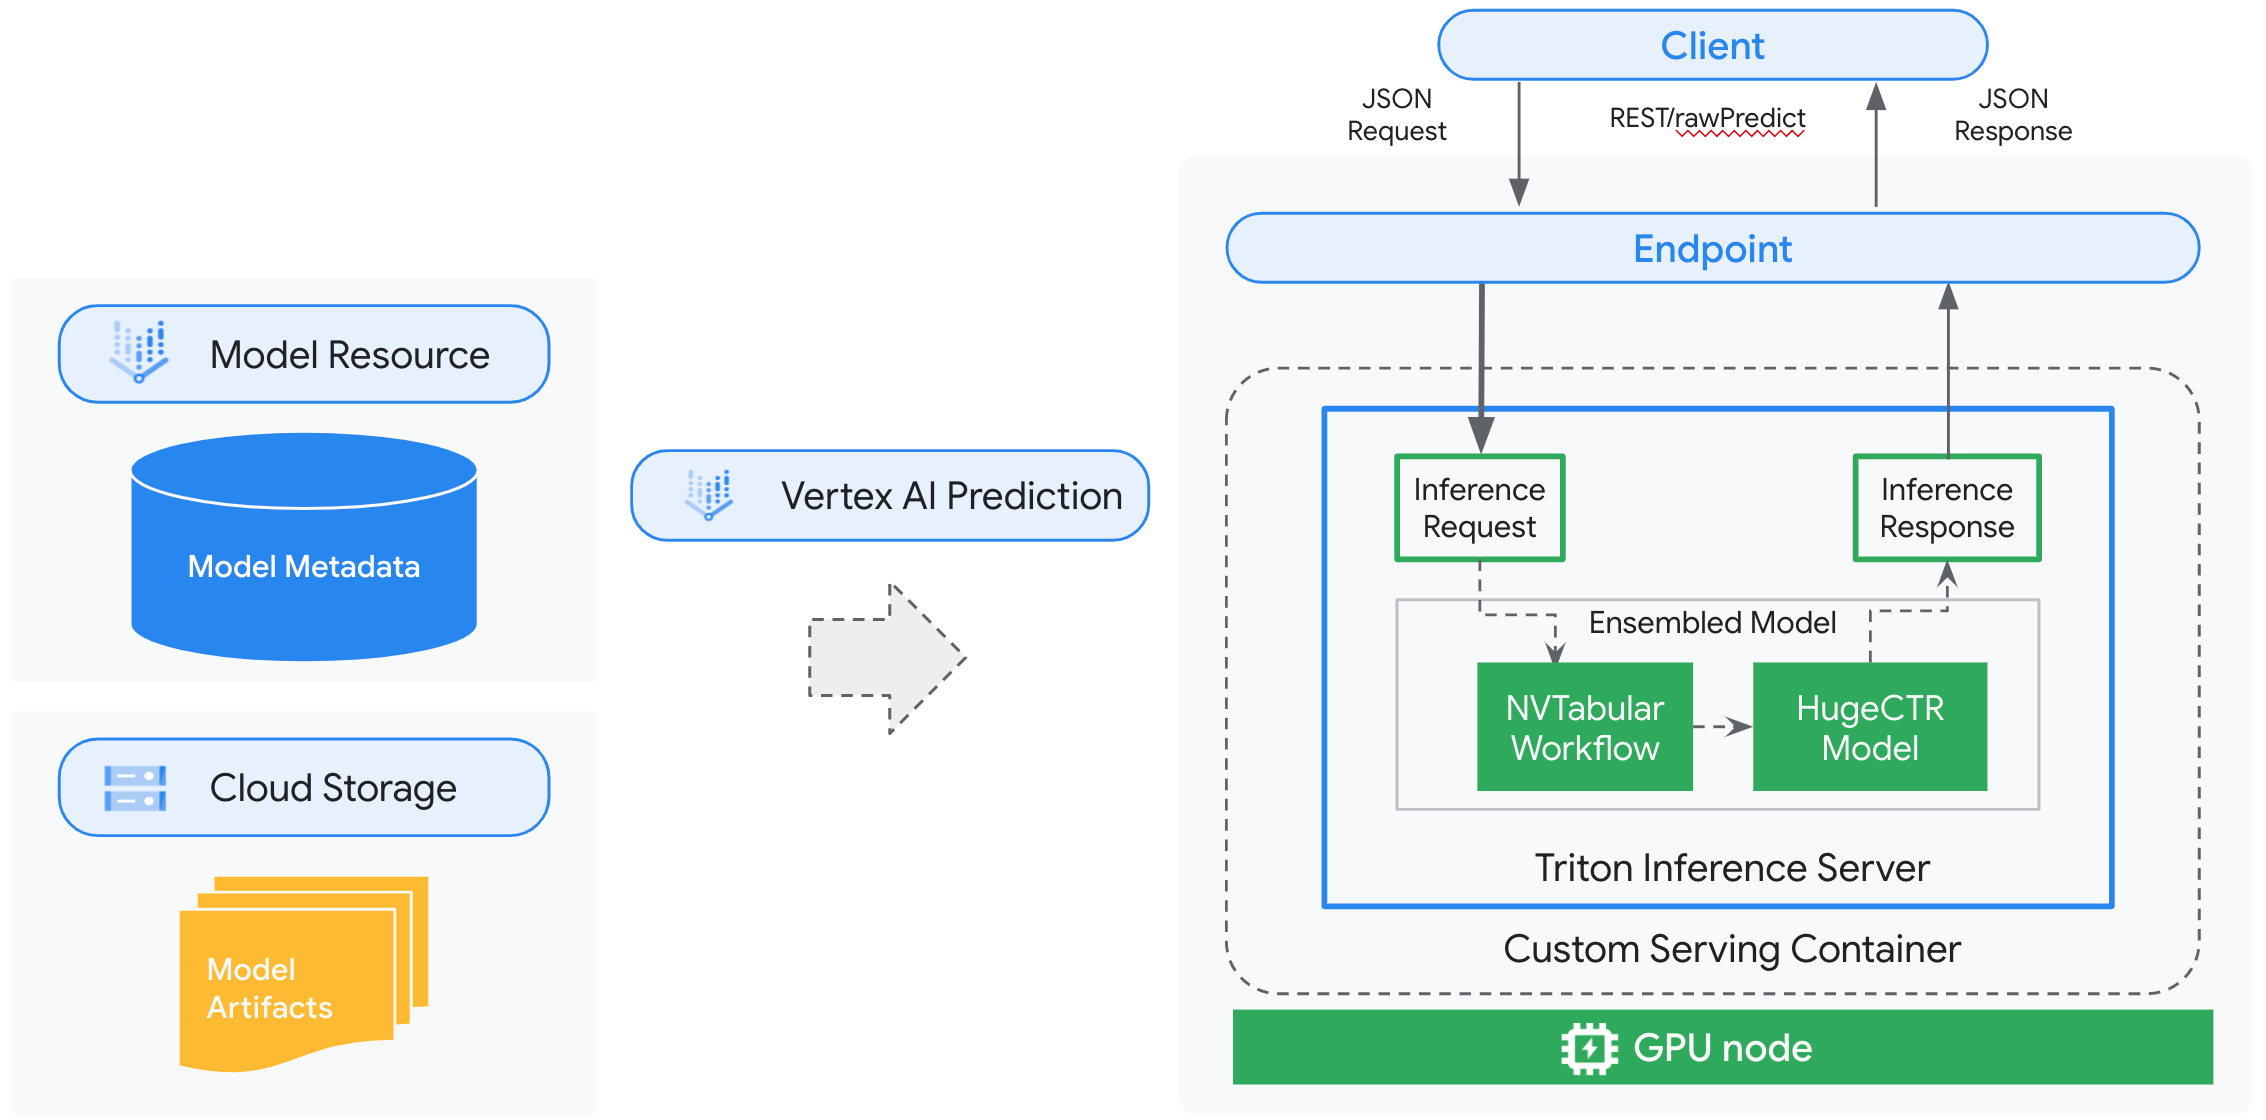 Client
JSON
Request
REST/rawPredict
JSON
Response
Endpoint
Model Resource
Model Metadata
Cloud Storage
Model
Artifacts
Vertex AI Prediction
Inference
Request
Inference
Response
Ensembled Model
NVTabular
Workflow
HugeCTR
Model
Triton Inference Server
Custom Serving Container
GPU node